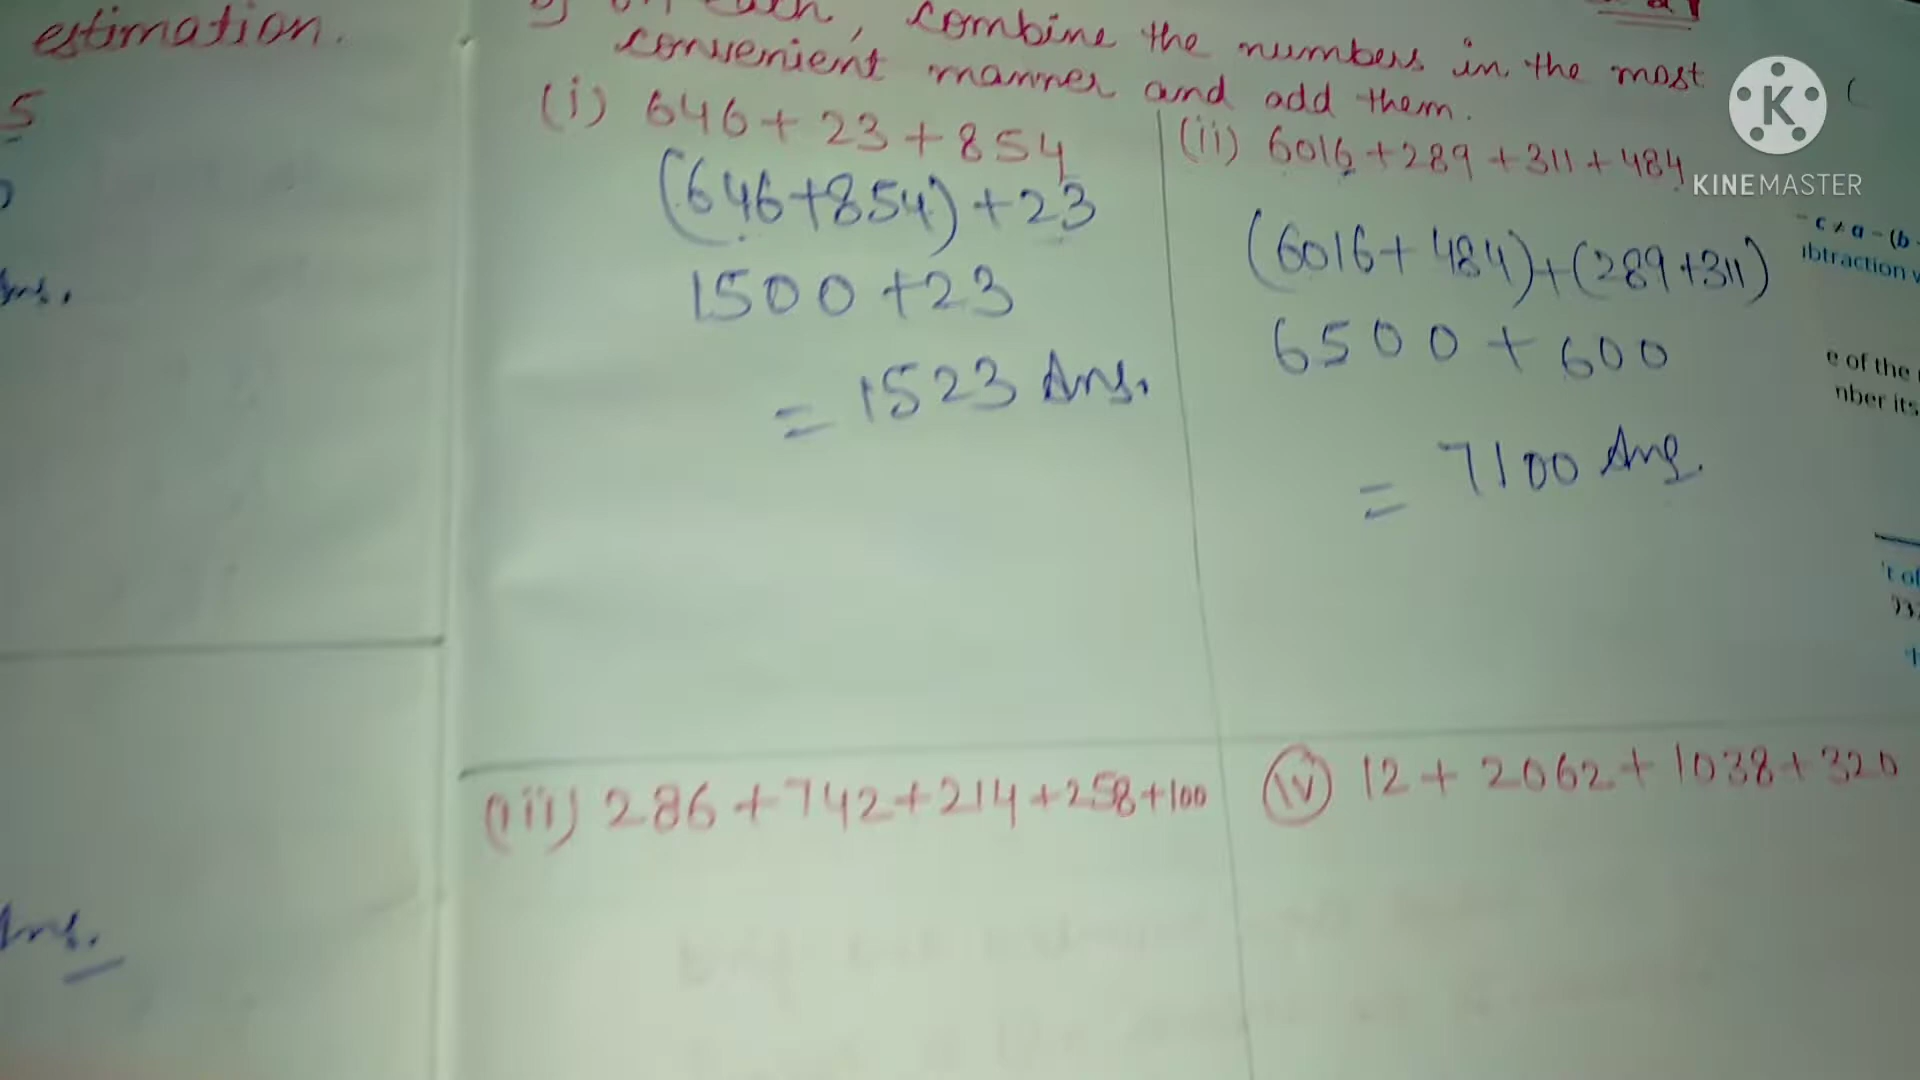 estimation.
5
Ans.
Ans.
combine the numbers in the most
convenient manner and add them.
(i) 646 + 23 + 854
(646+854) + 23
1500 + 23
= 1523 Ans.
(ii) 6016 + 289 + 311 + 484
(6016 + 484) + (289 + 311)
6500 + 600
= 7100 Ans.
(iii) 286 + 742 + 214 + 258 + 100
(iv) 12 + 2062 + 1038 + 320
K
KINEMASTER
c ≠ a - (b
ibtraction
e of the
nber its